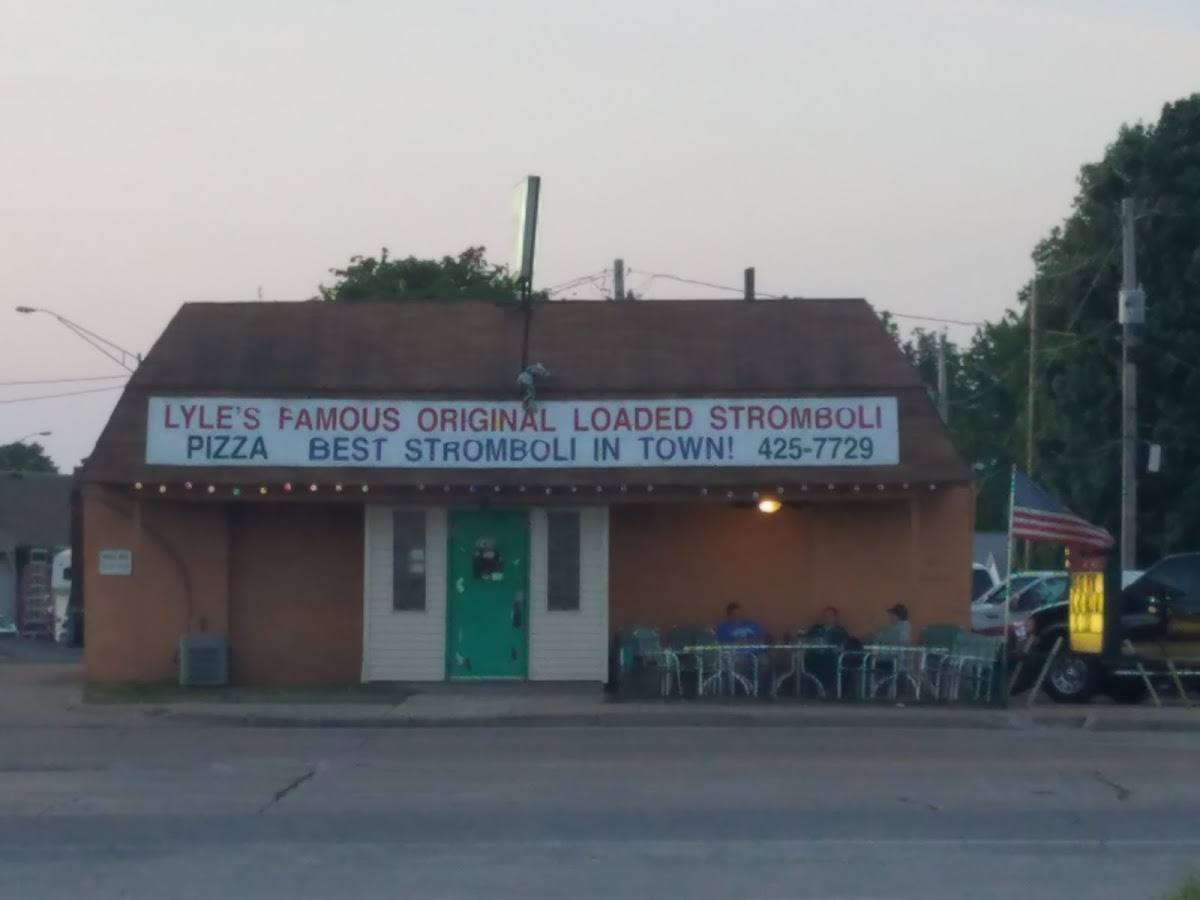 LYLE'S FAMOUS ORIGINAL LOADED STROMBOLI
PIZZA BEST STROMBOLI IN TOWN! 425-7729